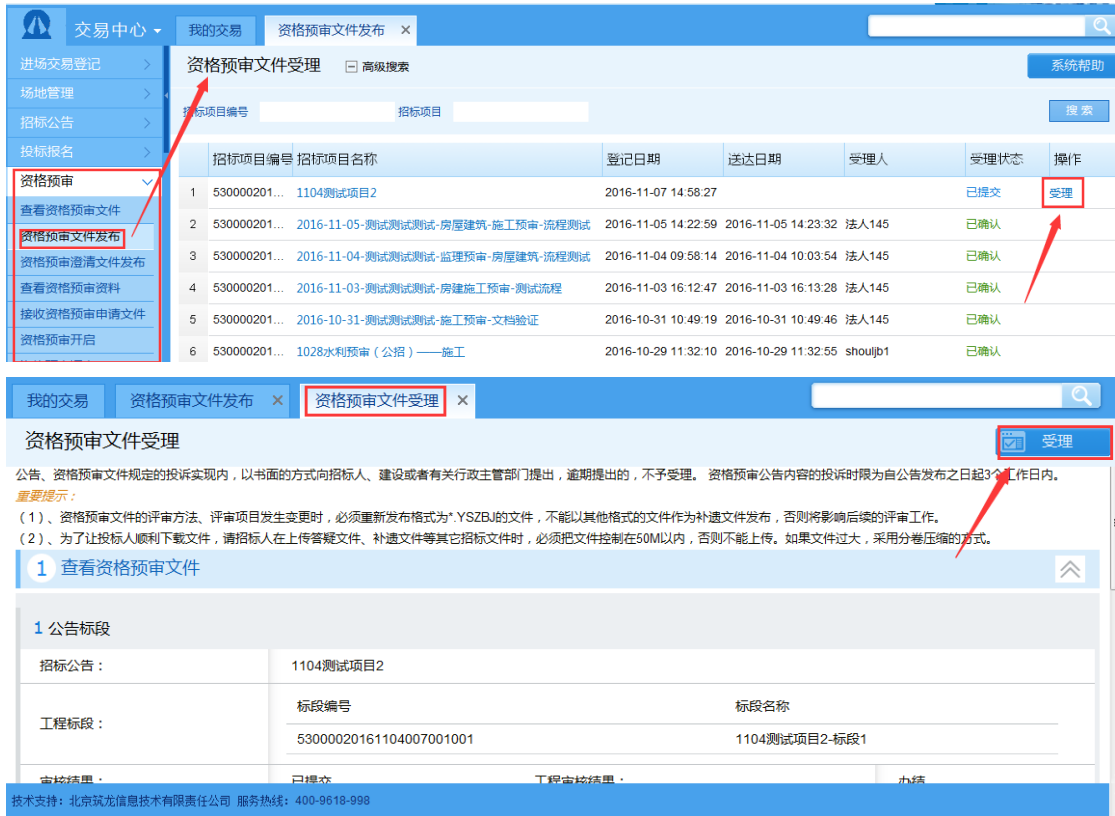 交易中心 我的交易 资格预审文件发布 ×
进场交易登记
场地管理
招标公告
投标报名
资格预审
查看资格预审文件
资格预审文件发布
资格预审澄清文件发布
查看资格预审资料
接收资格预审申请文件
资格预审开启
资格预审文件受理 高级搜索 系统帮助
招标项目编号 招标项目 搜索
招标项目编号 招标项目名称 登记日期 送达日期 受理人 受理状态 操作
1 530000201... 1104测试项目2 2016-11-07 14:58:27 已提交 受理
2 530000201... 2016-11-05-测试测试测试-房屋建筑-施工预审-流程测试 2016-11-05 14:22:59 2016-11-05 14:23:32 法人145 已确认
3 530000201... 2016-11-04-测试测试测试-监理预审-房屋建筑-流程测试 2016-11-04 09:58:14 2016-11-04 10:03:54 法人145 已确认
4 530000201... 2016-11-03-测试测试测试-房建施工预审-测试流程 2016-11-03 16:12:47 2016-11-03 16:13:28 法人145 已确认
5 530000201... 2016-10-31-测试测试测试-施工预审-文档验证 2016-10-31 10:49:19 2016-10-31 10:49:46 法人145 已确认
6 530000201... 1028水利预审（公招）——施工 2016-10-29 11:32:10 2016-10-29 11:32:55 shouljb1 已确认
我的交易 资格预审文件发布 × 资格预审文件受理 ×
资格预审文件受理 受理
公告、资格预审文件规定的投诉实现内，以书面的方式向招标人、建设或者有关行政主管部门提出，逾期提出的，不予受理。 资格预审公告内容的投诉时限为自公告发布之日起3个工作日内。
重要提示：
（1）、资格预审文件的评审方法、评审项目发生变更时，必须重新发布格式为*.YSZBJ的文件，不能以其他格式的文件作为补遗文件发布，否则将影响后续的评审工作。
（2）、为了让投标人顺利下载文件，请招标人在上传答疑文件、补遗文件等其它招标文件时，必须把文件控制在50M以内，否则不能上传。如果文件过大，采用分卷压缩的方式。
1 查看资格预审文件
1 公告标段
招标公告： 1104测试项目2
工程标段： 标段编号 标段名称
53000020161104007001001 1104测试项目2-标段1
审核结果： 已提交 工程审核结果： 办结
技术支持：北京筑龙信息技术有限责任公司 服务热线：400-9618-998